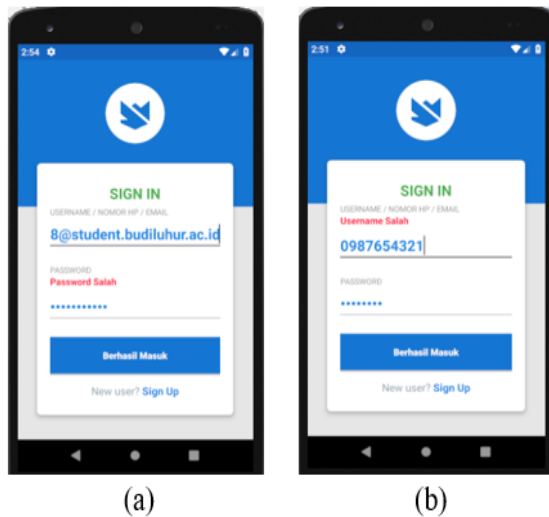 2:54
SIGN IN
USERNAME / NOMOR HP / EMAIL
8@student.budiluhur.ac.id
PASSWORD
Password Salah
•••••••••••
Berhasil Masuk
New user? Sign Up
(a)
2:51
SIGN IN
USERNAME / NOMOR HP / EMAIL
Username Salah
0987654321
PASSWORD
••••••••
Berhasil Masuk
New user? Sign Up
(b)